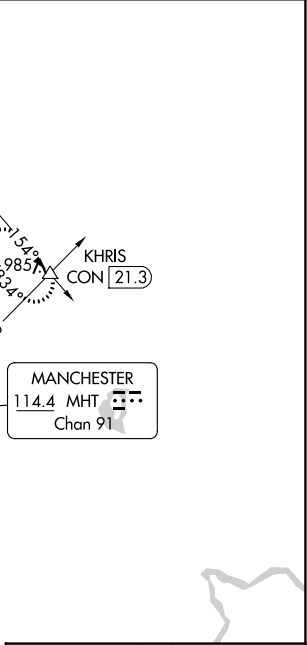 154°
985
334°
KHRIS
CON 21.3
MANCHESTER
114.4 MHT
Chan 91